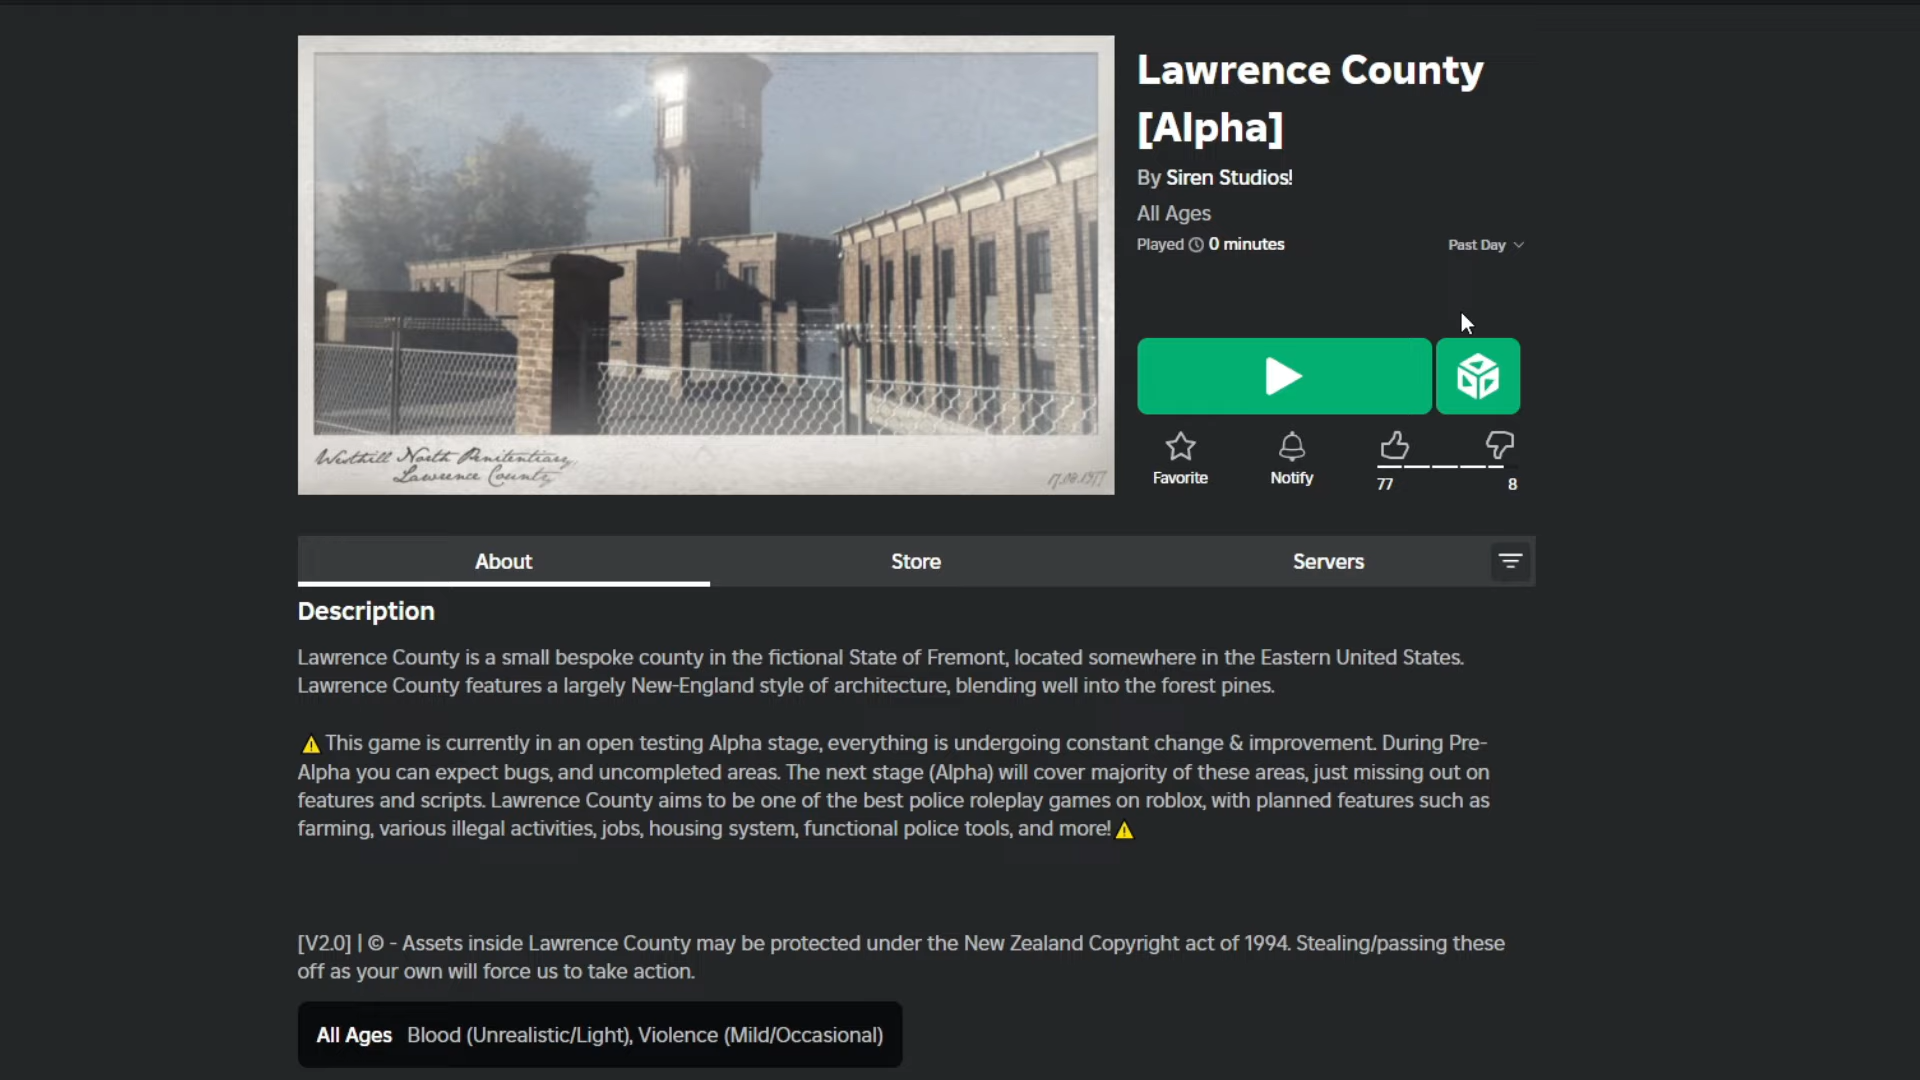 Westhill North Penitentiary,
Lawrence County
17.08.1977
Lawrence County
[Alpha]
By Siren Studios!
All Ages
Played 0 minutes
Past Day
Favorite
Notify
77
8
About
Store
Servers
Description
Lawrence County is a small bespoke county in the fictional State of Fremont, located somewhere in the Eastern United States.
Lawrence County features a largely New-England style of architecture, blending well into the forest pines.
⚠This game is currently in an open testing Alpha stage, everything is undergoing constant change & improvement. During Pre-
Alpha you can expect bugs, and uncompleted areas. The next stage (Alpha) will cover majority of these areas, just missing out on
features and scripts. Lawrence County aims to be one of the best police roleplay games on roblox, with planned features such as
farming, various illegal activities, jobs, housing system, functional police tools, and more!⚠
[V2.0] | © - Assets inside Lawrence County may be protected under the New Zealand Copyright act of 1994. Stealing/passing these
off as your own will force us to take action.
All Ages Blood (Unrealistic/Light), Violence (Mild/Occasional)